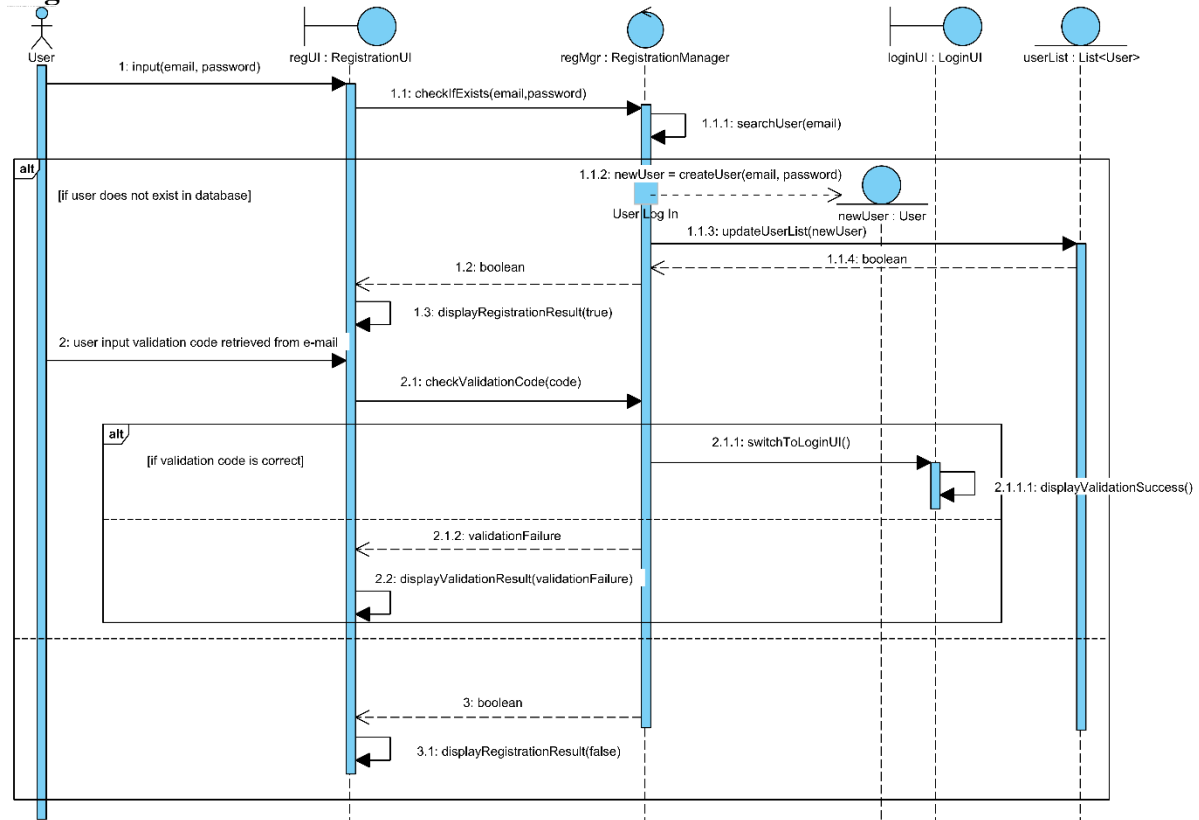 User
regUI : RegistrationUI
regMgr : RegistrationManager
loginUI : LoginUI
userList : List<User>
1: input(email, password)
1.1: checkIfExists(email,password)
1.1.1: searchUser(email)
alt
[if user does not exist in database]
1.1.2: newUser = createUser(email, password)
User Log In
newUser : User
1.1.3: updateUserList(newUser)
1.1.4: boolean
1.2: boolean
1.3: displayRegistrationResult(true)
2: user input validation code retrieved from e-mail
2.1: checkValidationCode(code)
alt
[if validation code is correct]
2.1.1: switchToLoginUI()
2.1.1.1: displayValidationSuccess()
2.1.2: validationFailure
2.2: displayValidationResult(validationFailure)
3: boolean
3.1: displayRegistrationResult(false)